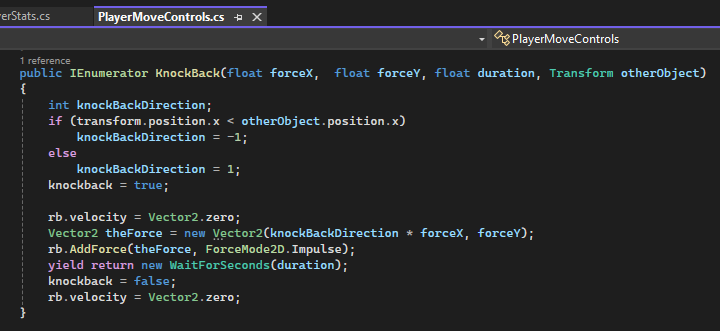 erStats.cs
PlayerMoveControls.cs
PlayerMoveControls
1 reference
public IEnumerator KnockBack(float forceX,  float forceY, float duration, Transform otherObject)
{
    int knockBackDirection;
    if (transform.position.x < otherObject.position.x)
        knockBackDirection = -1;
    else
        knockBackDirection = 1;
    knockback = true;

    rb.velocity = Vector2.zero;
    Vector2 theForce = new Vector2(knockBackDirection * forceX, forceY);
    rb.AddForce(theForce, ForceMode2D.Impulse);
    yield return new WaitForSeconds(duration);
    knockback = false;
    rb.velocity = Vector2.zero;
}